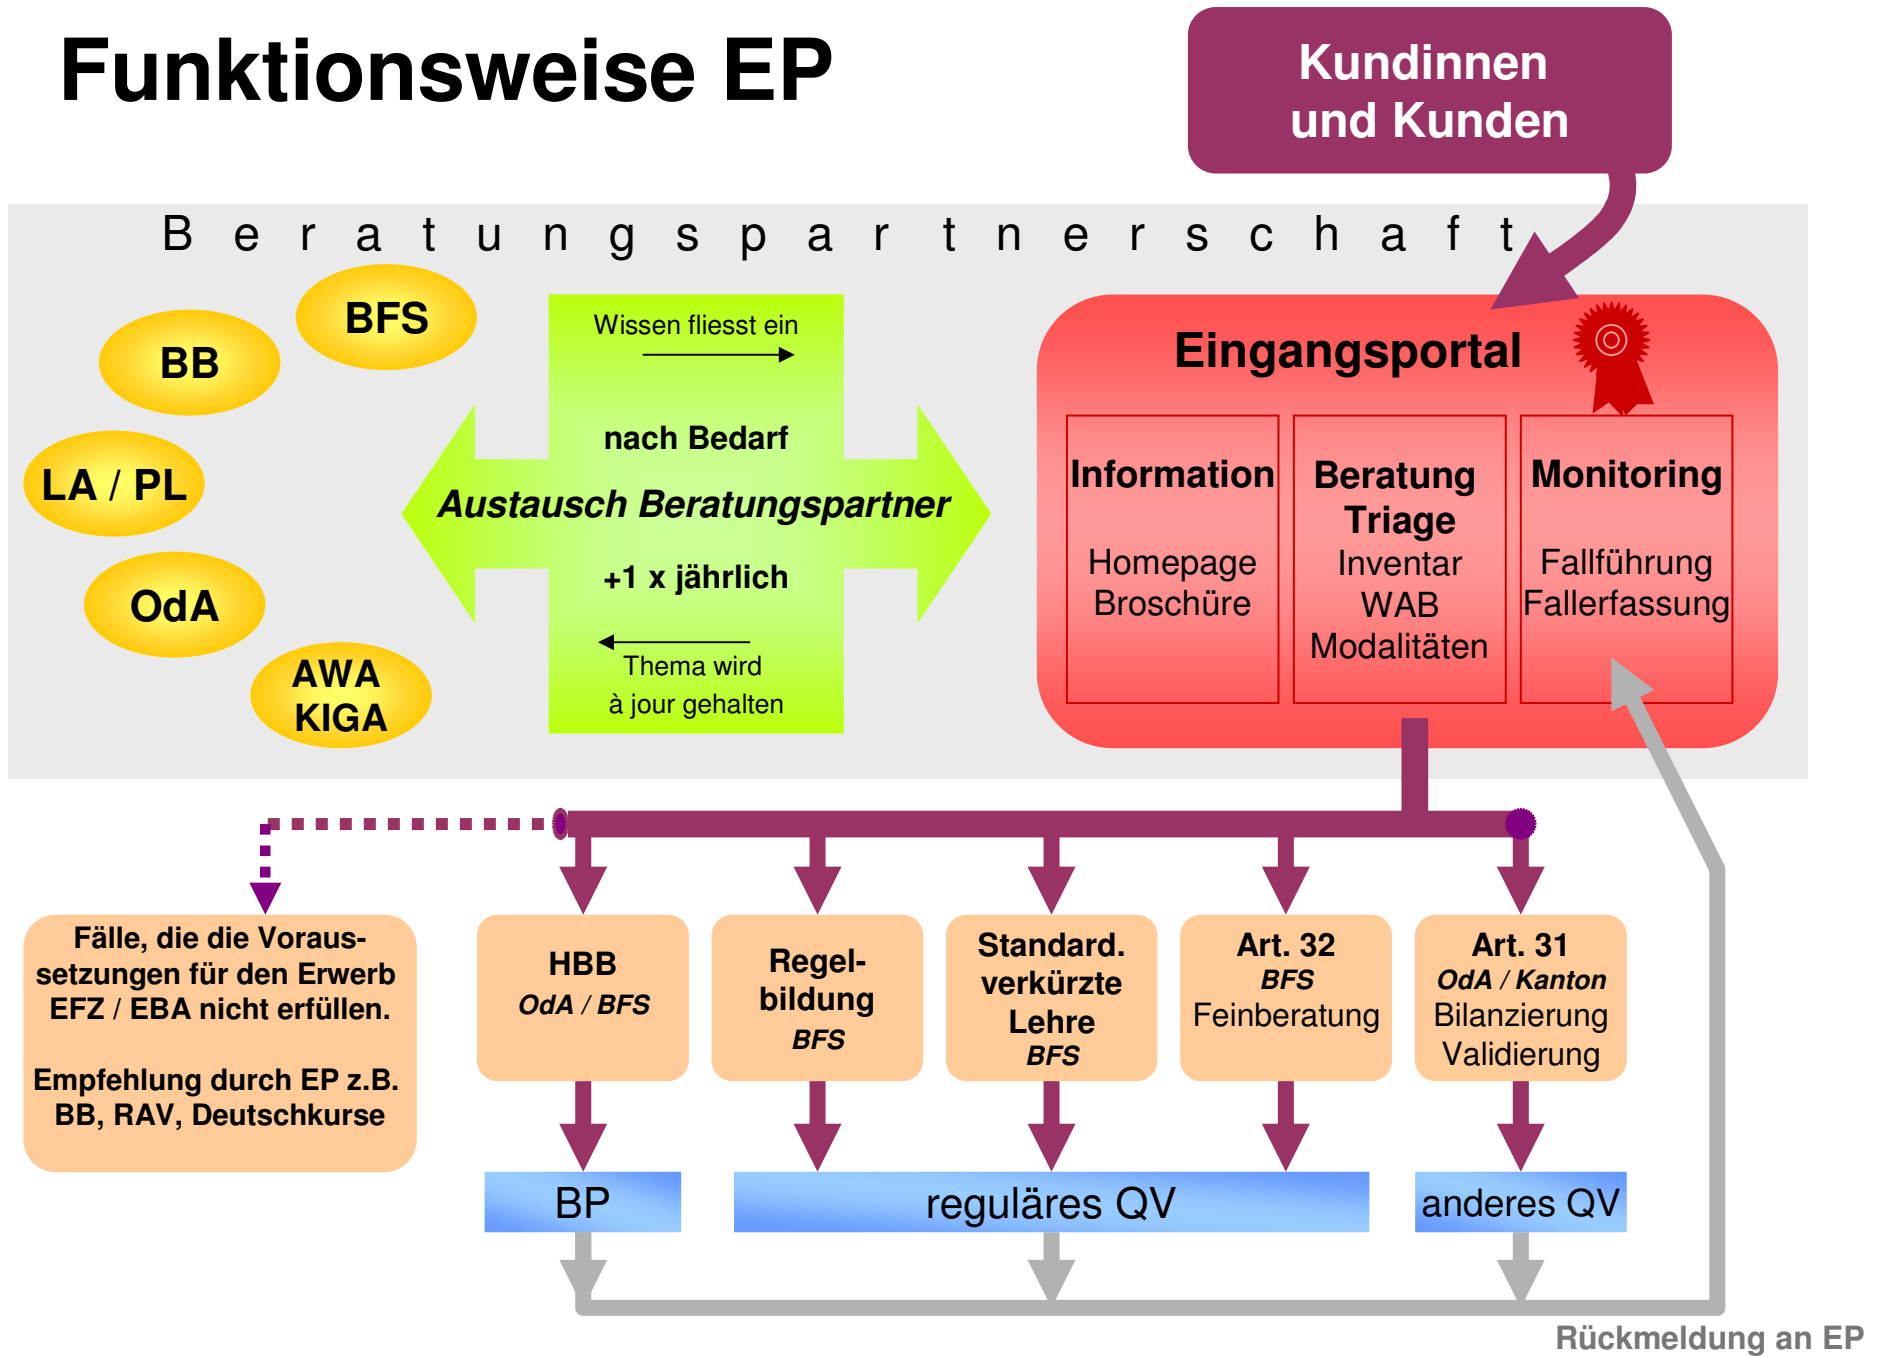 Funktionsweise EP
Kundinnen
und Kunden
Beratungspartnerschaft
BFS
BB
LA / PL
OdA
AWA
KIGA
Wissen fliesst ein
nach Bedarf
Austausch Beratungspartner
+1 x jährlich
Thema wird
à jour gehalten
Eingangsportal
Information
Homepage
Broschüre
Beratung
Triage
Inventar
WAB
Modalitäten
Monitoring
Fallführung
Fallerfassung
Fälle, die die Voraus-
setzungen für den Erwerb
EFZ / EBA nicht erfüllen.
Empfehlung durch EP z.B.
BB, RAV, Deutschkurse
HBB
OdA / BFS
Regel-
bildung
BFS
Standard.
verkürzte
Lehre
BFS
Art. 32
BFS
Feinberatung
Art. 31
OdA / Kanton
Bilanzierung
Validierung
BP
reguläres QV
anderes QV
Rückmeldung an EP